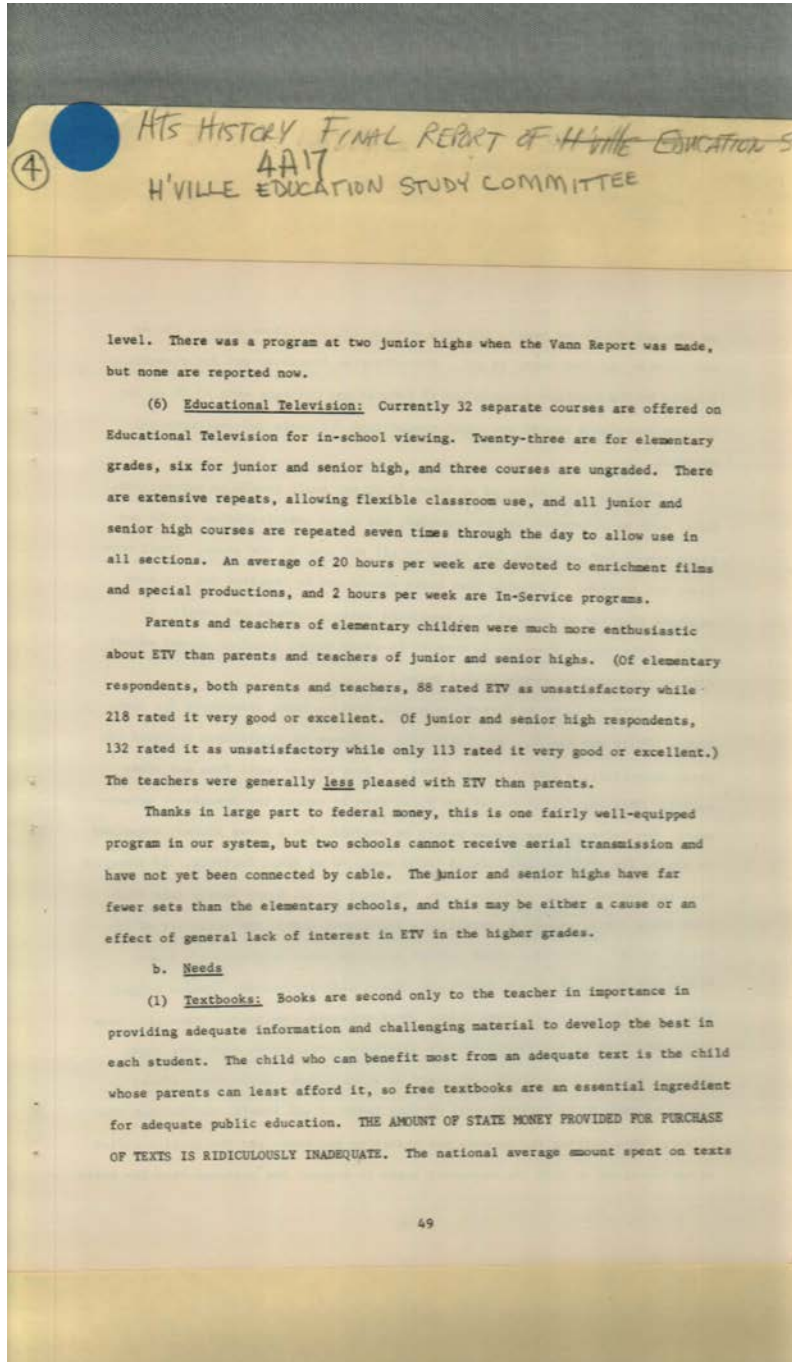 HTS HISTORY FINAL REPORT OF H'VILLE EDUCATION S
4
4A17
H'VILLE EDUCATION STUDY COMMITTEE
level. There was a program at two junior highs when the Vann Report was made,
but none are reported now.
(6) Educational Television: Currently 32 separate courses are offered on
Educational Television for in-school viewing. Twenty-three are for elementary
grades, six for junior and senior high, and three courses are ungraded. There
are extensive repeats, allowing flexible classroom use, and all junior and
senior high courses are repeated seven times through the day to allow use in
all sections. An average of 20 hours per week are devoted to enrichment films
and special productions, and 2 hours per week are In-Service programs.
Parents and teachers of elementary children were much more enthusiastic
about ETV than parents and teachers of junior and senior highs. (Of elementary
respondents, both parents and teachers, 88 rated ETV as unsatisfactory while
218 rated it very good or excellent. Of junior and senior high respondents,
132 rated it as unsatisfactory while only 113 rated it very good or excellent.)
The teachers were generally less pleased with ETV than parents.
Thanks in large part to federal money, this is one fairly well-equipped
program in our system, but two schools cannot receive aerial transmission and
have not yet been connected by cable. The junior and senior highs have far
fewer sets than the elementary schools, and this may be either a cause or an
effect of general lack of interest in ETV in the higher grades.
b. Needs
(1) Textbooks: Books are second only to the teacher in importance in
providing adequate information and challenging material to develop the best in
each student. The child who can benefit most from an adequate text is the child
whose parents can least afford it, so free textbooks are an essential ingredient
for adequate public education. THE AMOUNT OF STATE MONEY PROVIDED FOR PURCHASE
OF TEXTS IS RIDICULOUSLY INADEQUATE. The national average amount spent on texts
49